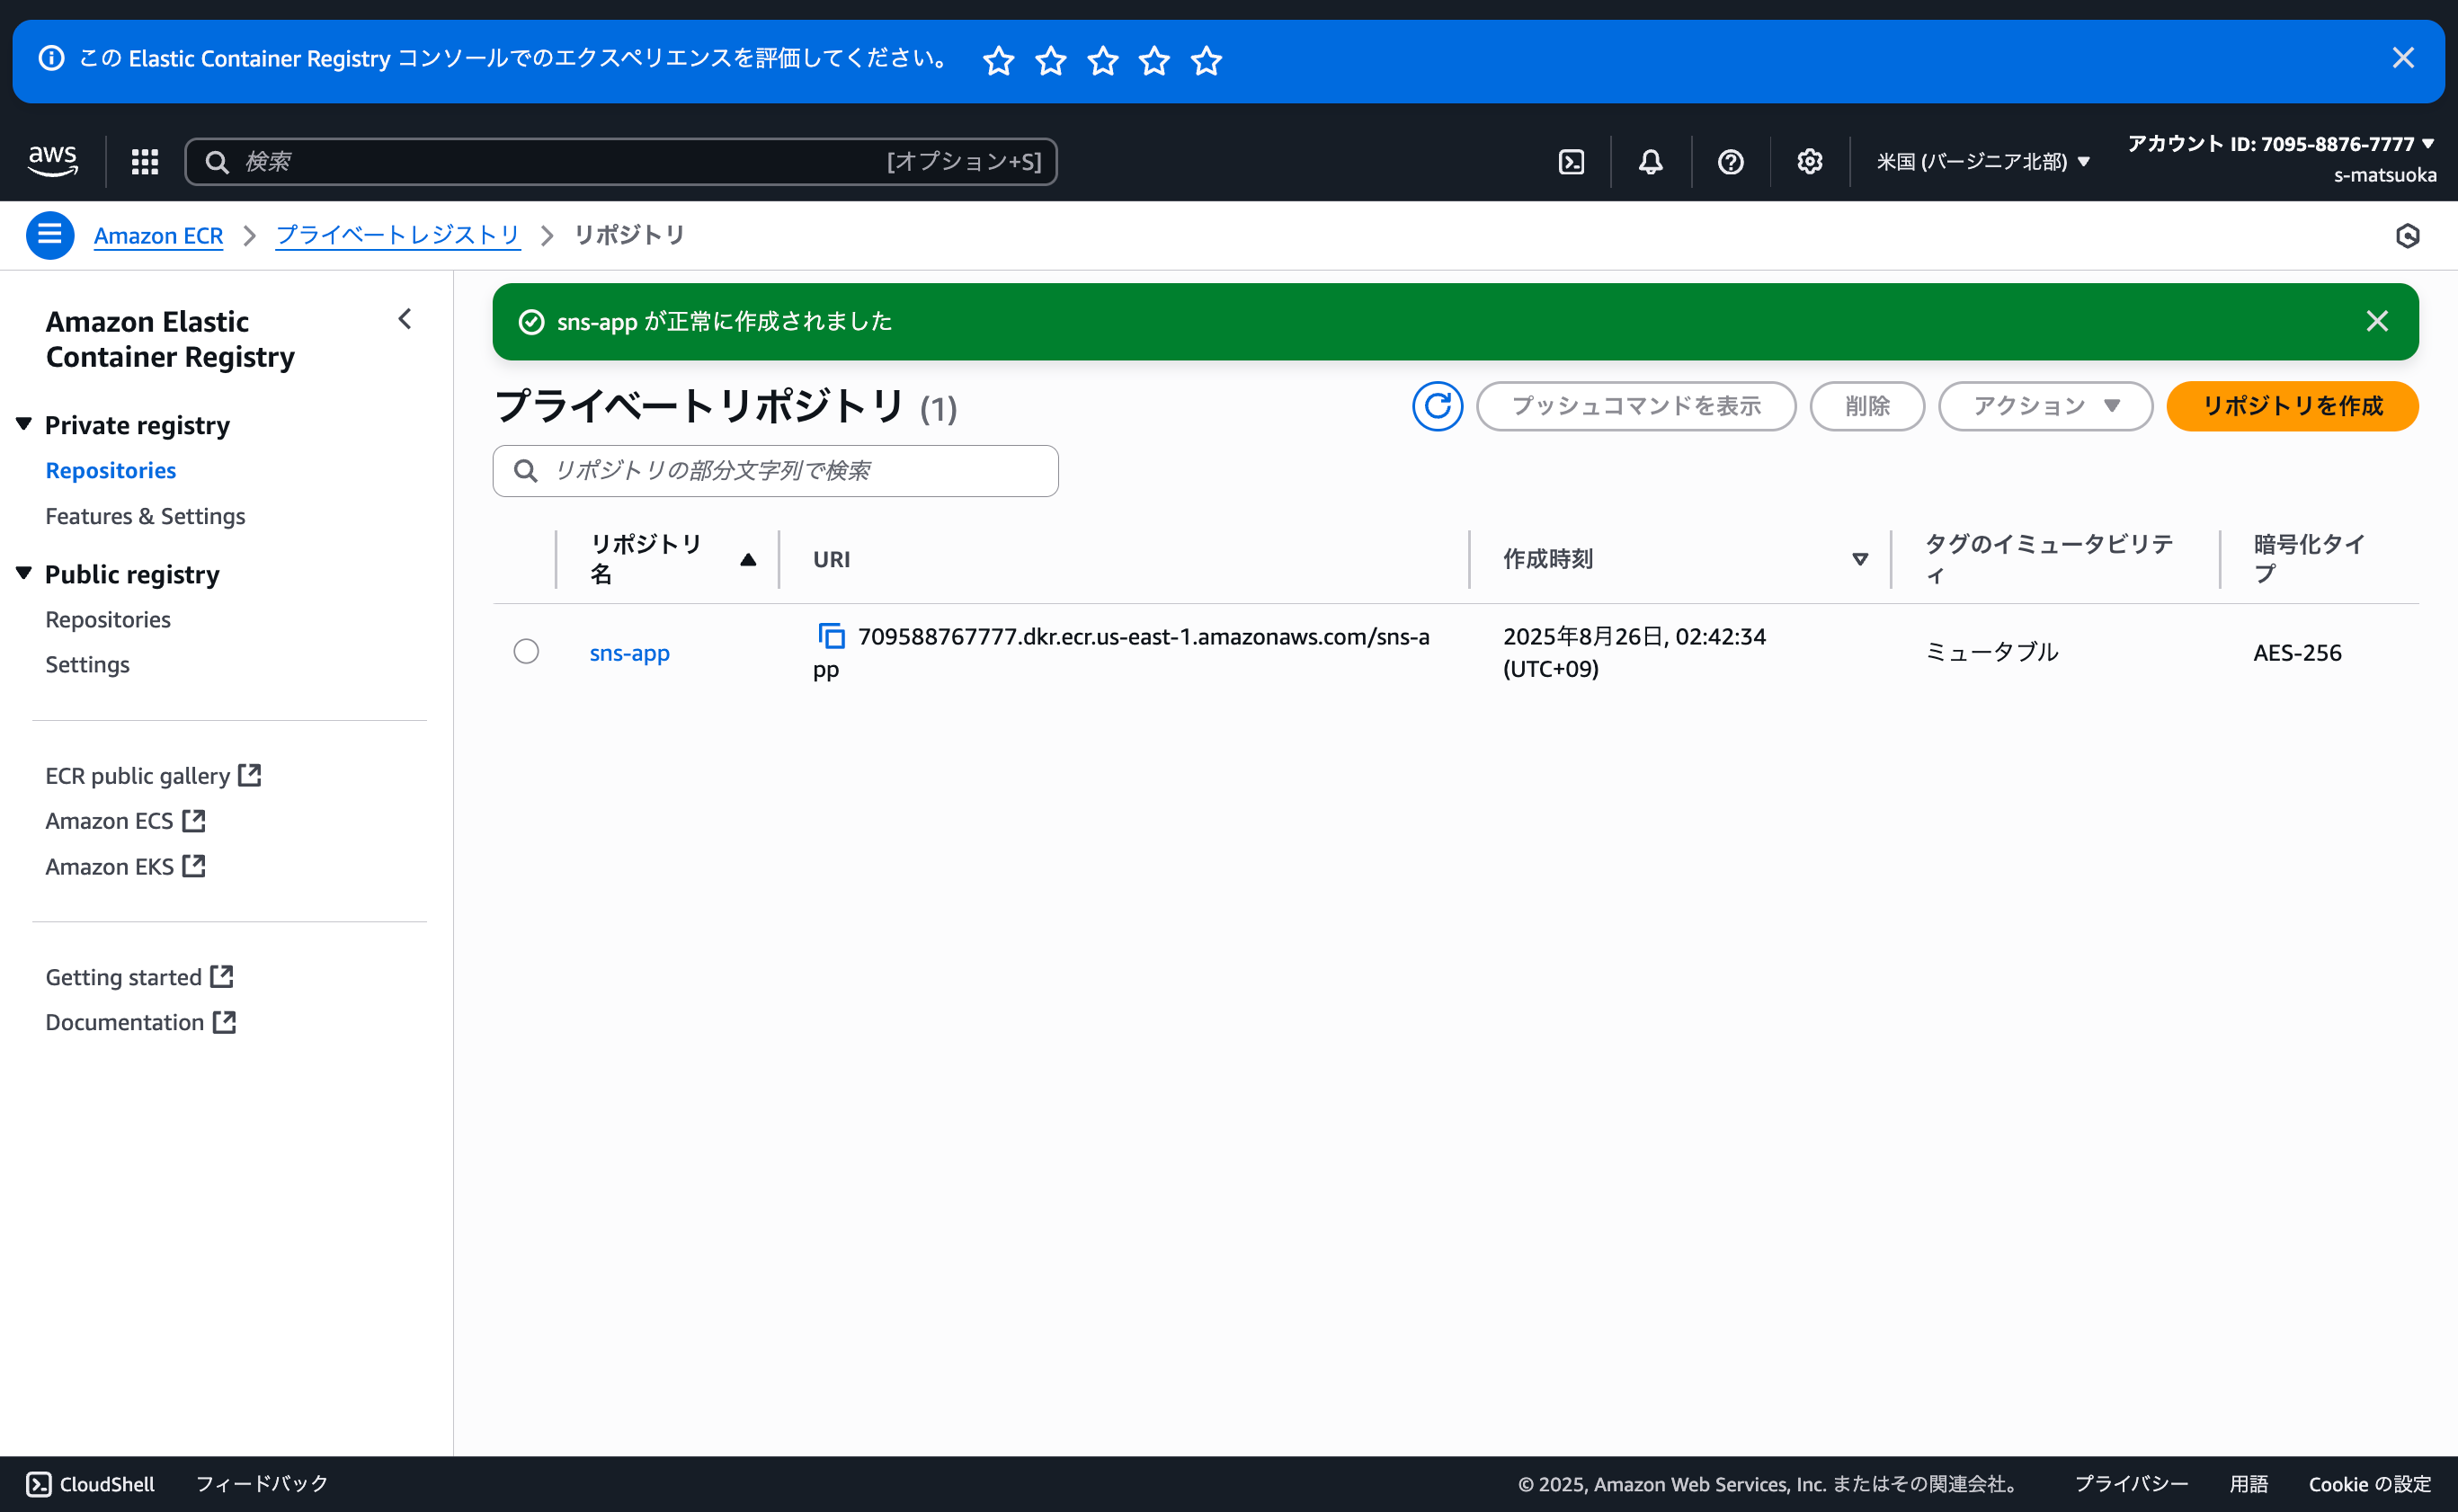 この Elastic Container Registry コンソールでのエクスペリエンスを評価してください。
aws
検索
[オプション+S]
米国 (バージニア北部)
アカウント ID: 7095-8876-7777
s-matsuoka
Amazon ECR
プライベートレジストリ
リポジトリ
Amazon Elastic
Container Registry
Private registry
Repositories
Features & Settings
Public registry
Repositories
Settings
ECR public gallery
Amazon ECS
Amazon EKS
Getting started
Documentation
sns-app が正常に作成されました
プライベートリポジトリ (1)
プッシュコマンドを表示
削除
アクション
リポジトリを作成
リポジトリの部分文字列で検索
リポジトリ
名
URI
作成時刻
タグのイミュータビリテ
ィ
暗号化タイ
プ
sns-app
709588767777.dkr.ecr.us-east-1.amazonaws.com/sns-a
pp
2025年8月26日, 02:42:34
(UTC+09)
ミュータブル
AES-256
CloudShell
フィードバック
© 2025, Amazon Web Services, Inc. またはその関連会社。
プライバシー
用語
Cookie の設定